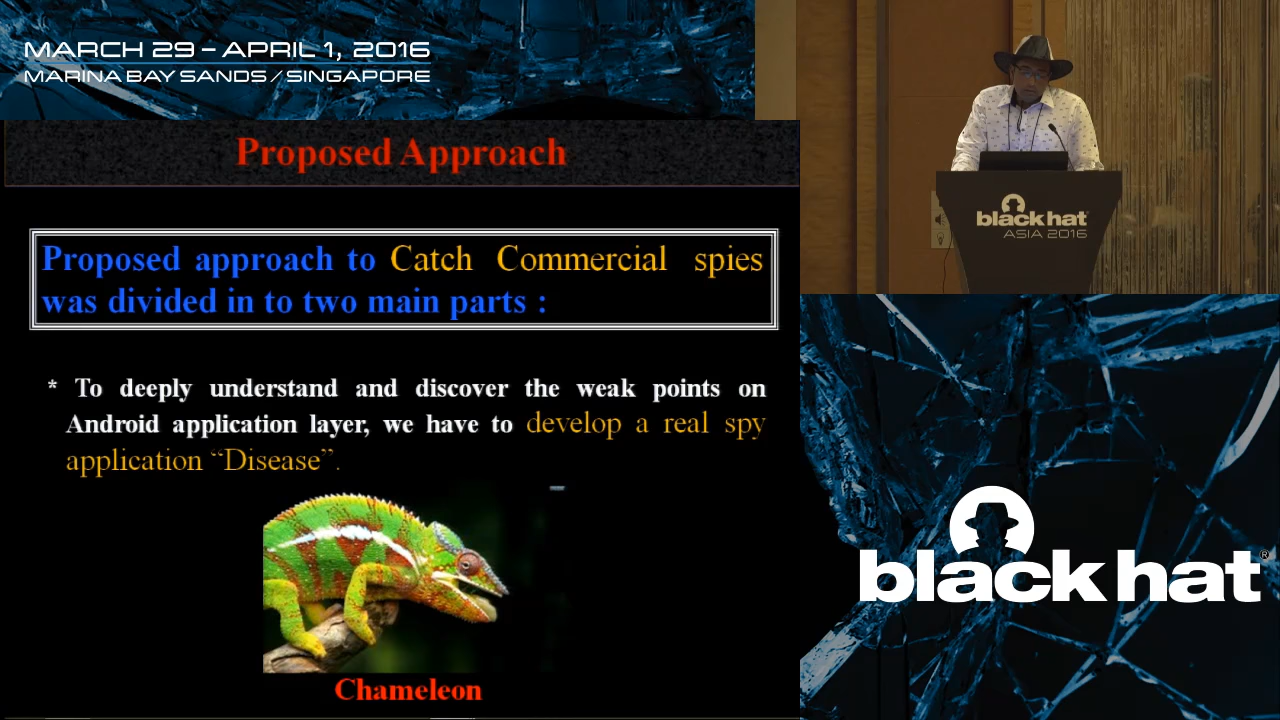 MARCH 29 – APRIL 1, 2016
MARINA BAY SANDS / SINGAPORE
Proposed Approach
Proposed approach to Catch Commercial spies
was divided in to two main parts :
* To deeply understand and discover the weak points on
Android application layer, we have to develop a real spy
application “Disease”.
Chameleon
black hat
ASIA 2016
black hat®